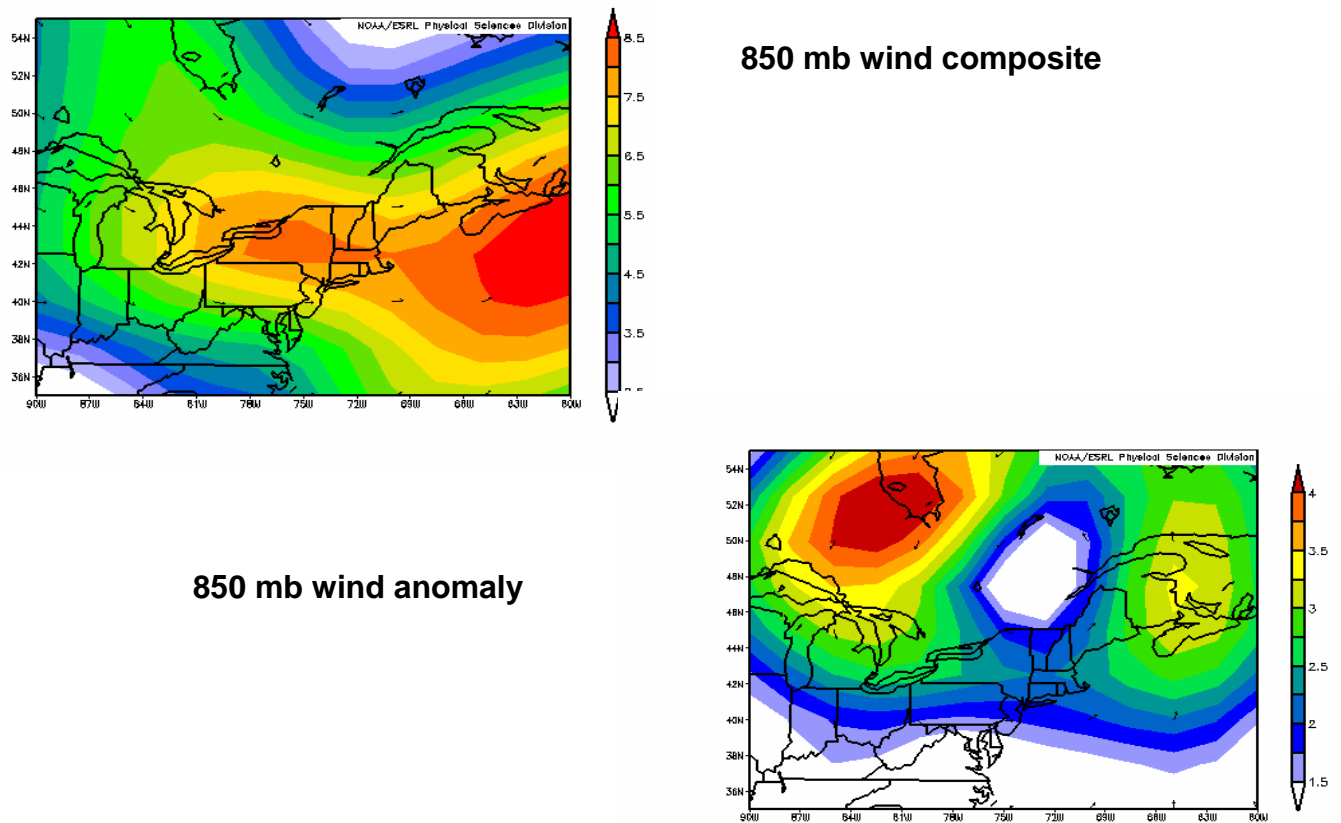 NOAA/ESRL Physical Sciences Division
850 mb wind composite
54N
52N
50N
48N
46N
44N
42N
40N
38N
36N
90W 87W 84W 81W 78W 75W 72W 69W 66W 63W 60W
8.5
7.5
6.5
5.5
4.5
3.5
850 mb wind anomaly
NOAA/ESRL Physical Sciences Division
54N
52N
50N
48N
46N
44N
42N
40N
38N
36N
90W 87W 84W 81W 78W 75W 72W 69W 66W 63W 60W
4
3.5
3
2.5
2
1.5